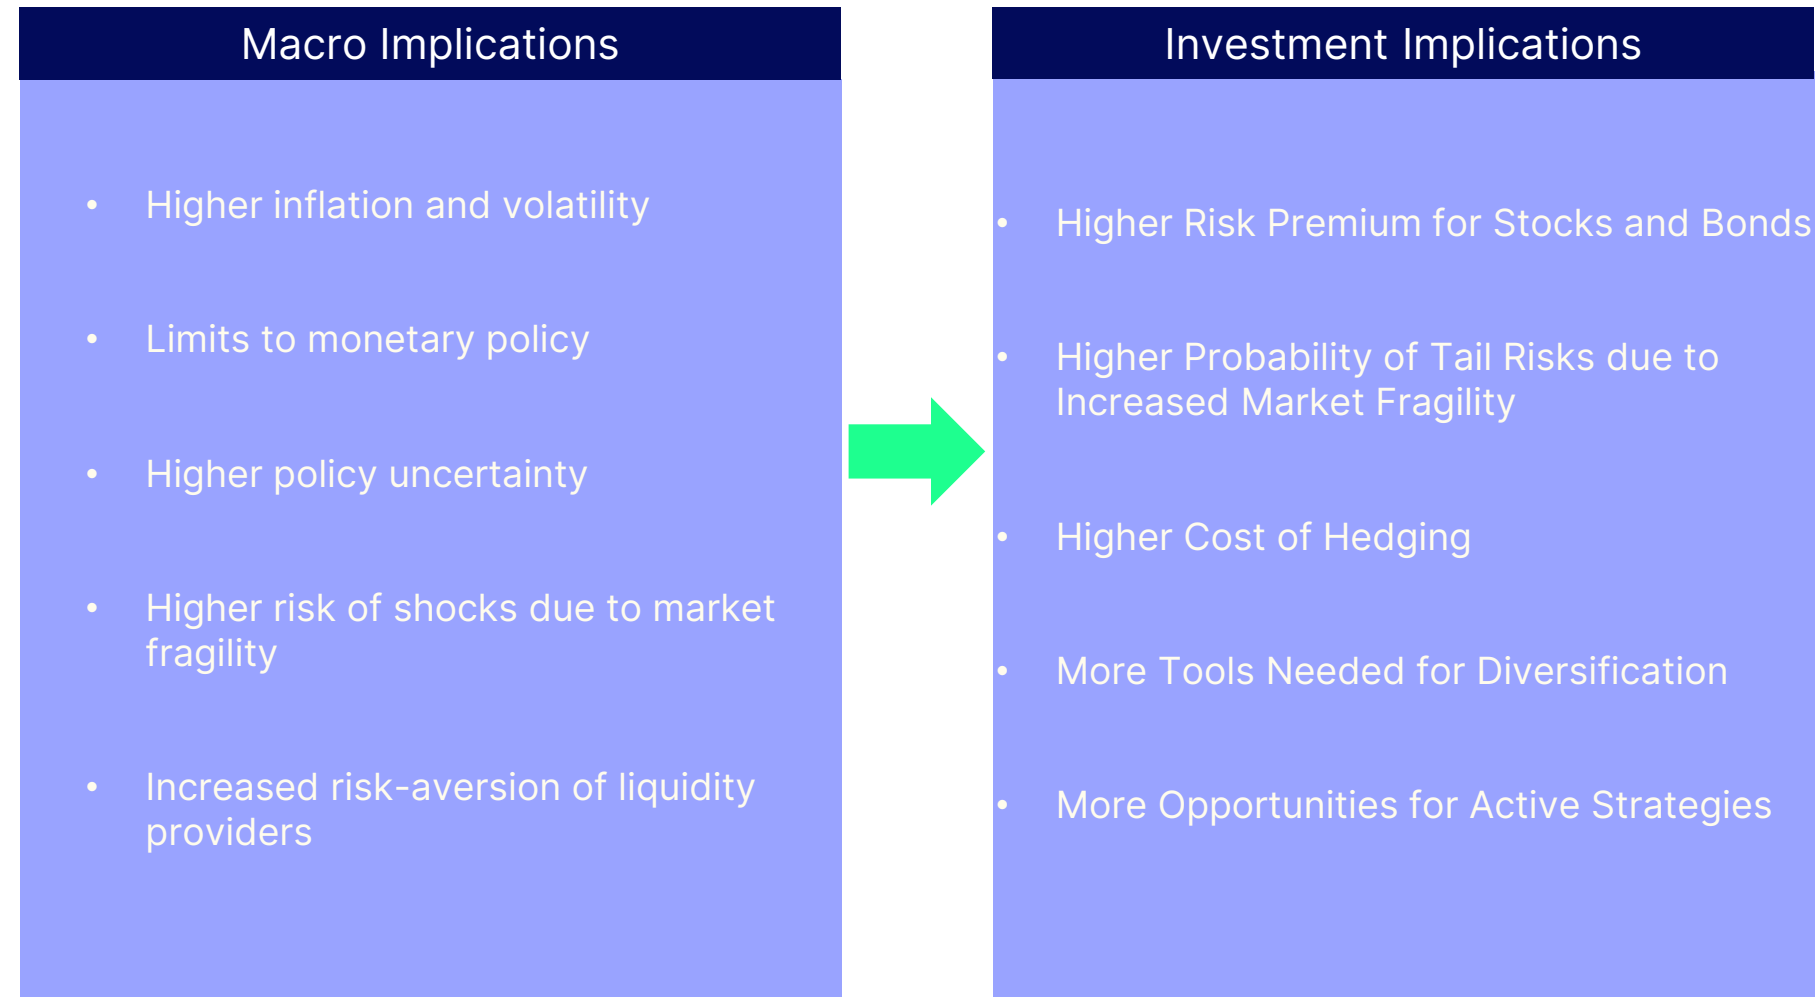 Macro Implications
• Higher inflation and volatility
• Limits to monetary policy
• Higher policy uncertainty
• Higher risk of shocks due to market
fragility
• Increased risk-aversion of liquidity
providers
Investment Implications
• Higher Risk Premium for Stocks and Bonds
• Higher Probability of Tail Risks due to
Increased Market Fragility
• Higher Cost of Hedging
• More Tools Needed for Diversification
• More Opportunities for Active Strategies